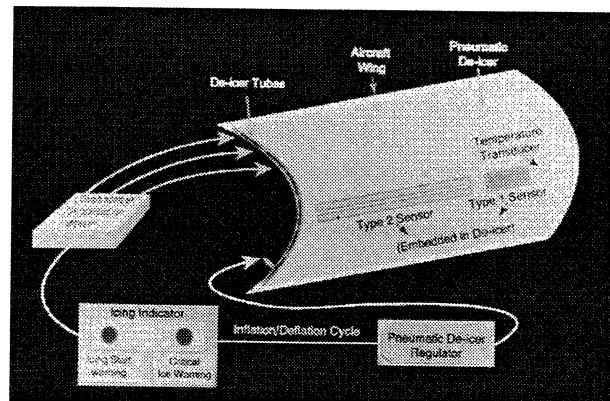 Pneumatic
De-icer
Aircraft
Wing
De-icer Tubes
Temperature
Transducer
Type 2 Sensor
Type 1 Sensor
(Embedded in De-icer)
Icing Indicator
Icing Start
warning
Critical
Ice Warning
Inflation/Deflation Cycle
Pneumatic De-icer
Regulator